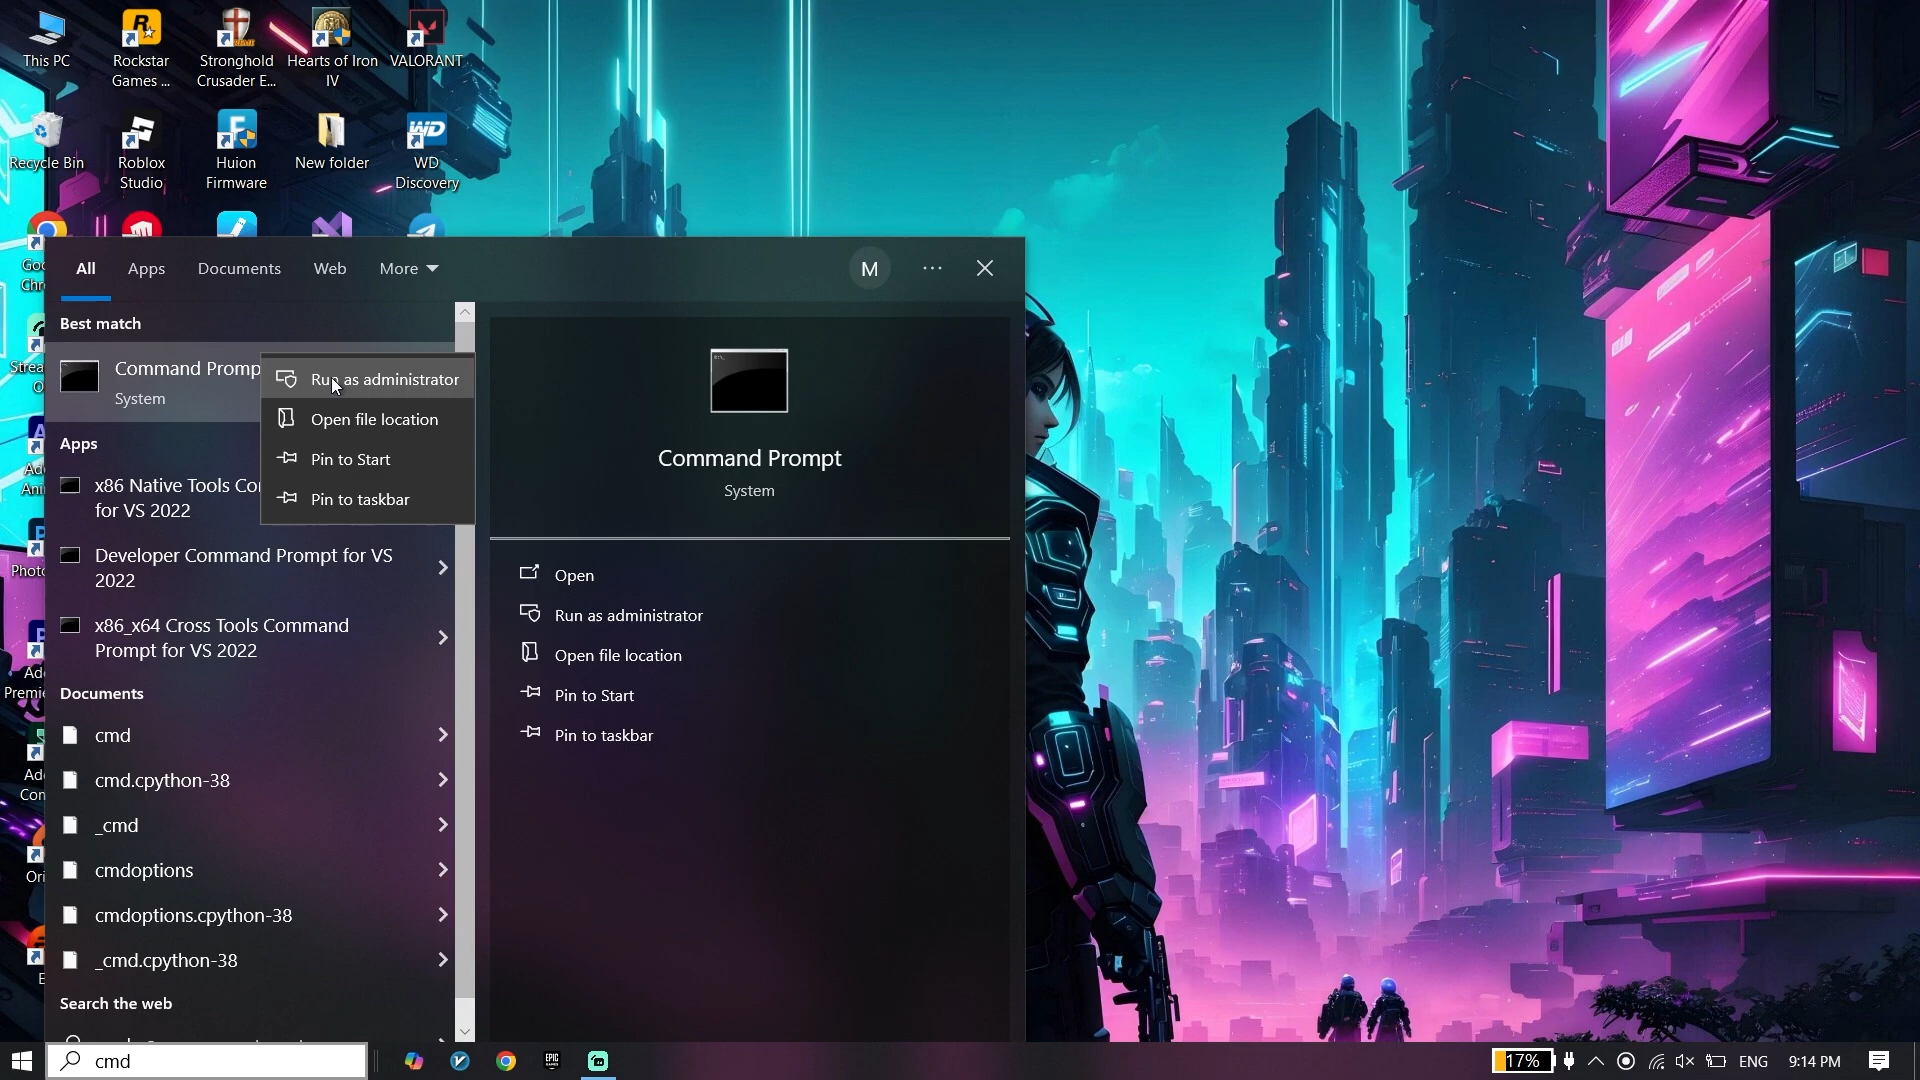 This PC
Rockstar
Games ...
Stronghold
Crusader E...
Hearts of Iron
IV
VALORANT
Recycle Bin
Roblox
Studio
Huion
Firmware
New folder
WD
Discovery
All
Apps
Documents
Web
More
M
Best match
Command Promp
System
Run as administrator
Open file location
Pin to Start
Pin to taskbar
Apps
x86 Native Tools Co
for VS 2022
Developer Command Prompt for VS
2022
x86_x64 Cross Tools Command
Prompt for VS 2022
Documents
cmd
cmd.cpython-38
_cmd
cmdoptions
cmdoptions.cpython-38
_cmd.cpython-38
Search the web
Command Prompt
System
Open
Run as administrator
Open file location
Pin to Start
Pin to taskbar
cmd
EPIC
GAMES
17%
ENG
9:14 PM